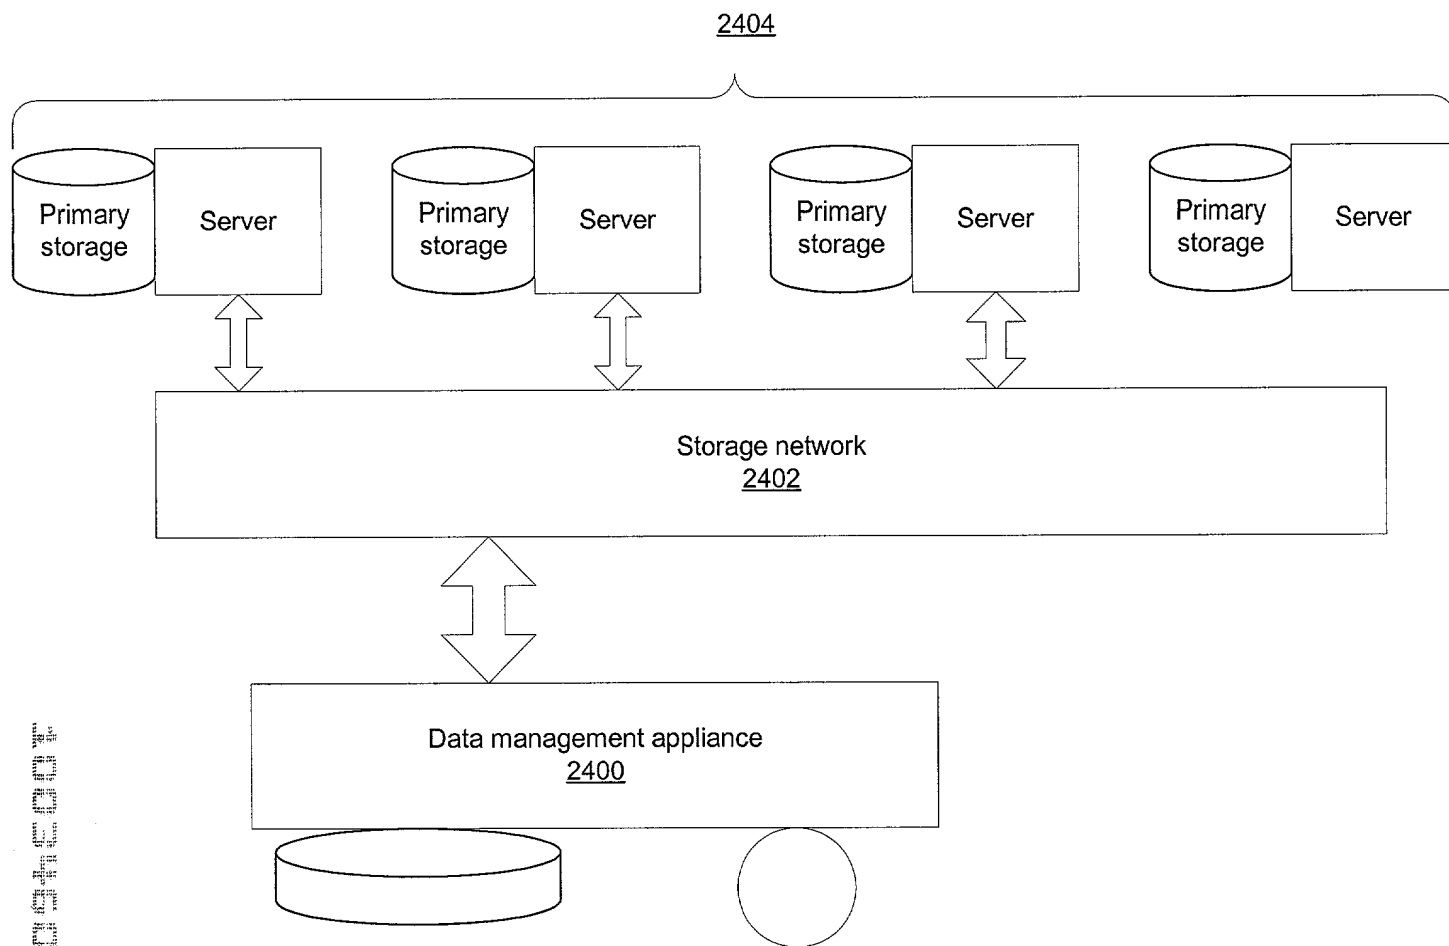 2404
Primary
storage
Server
Primary
storage
Server
Primary
storage
Server
Primary
storage
Server
Storage network
2402
Data management appliance
2400